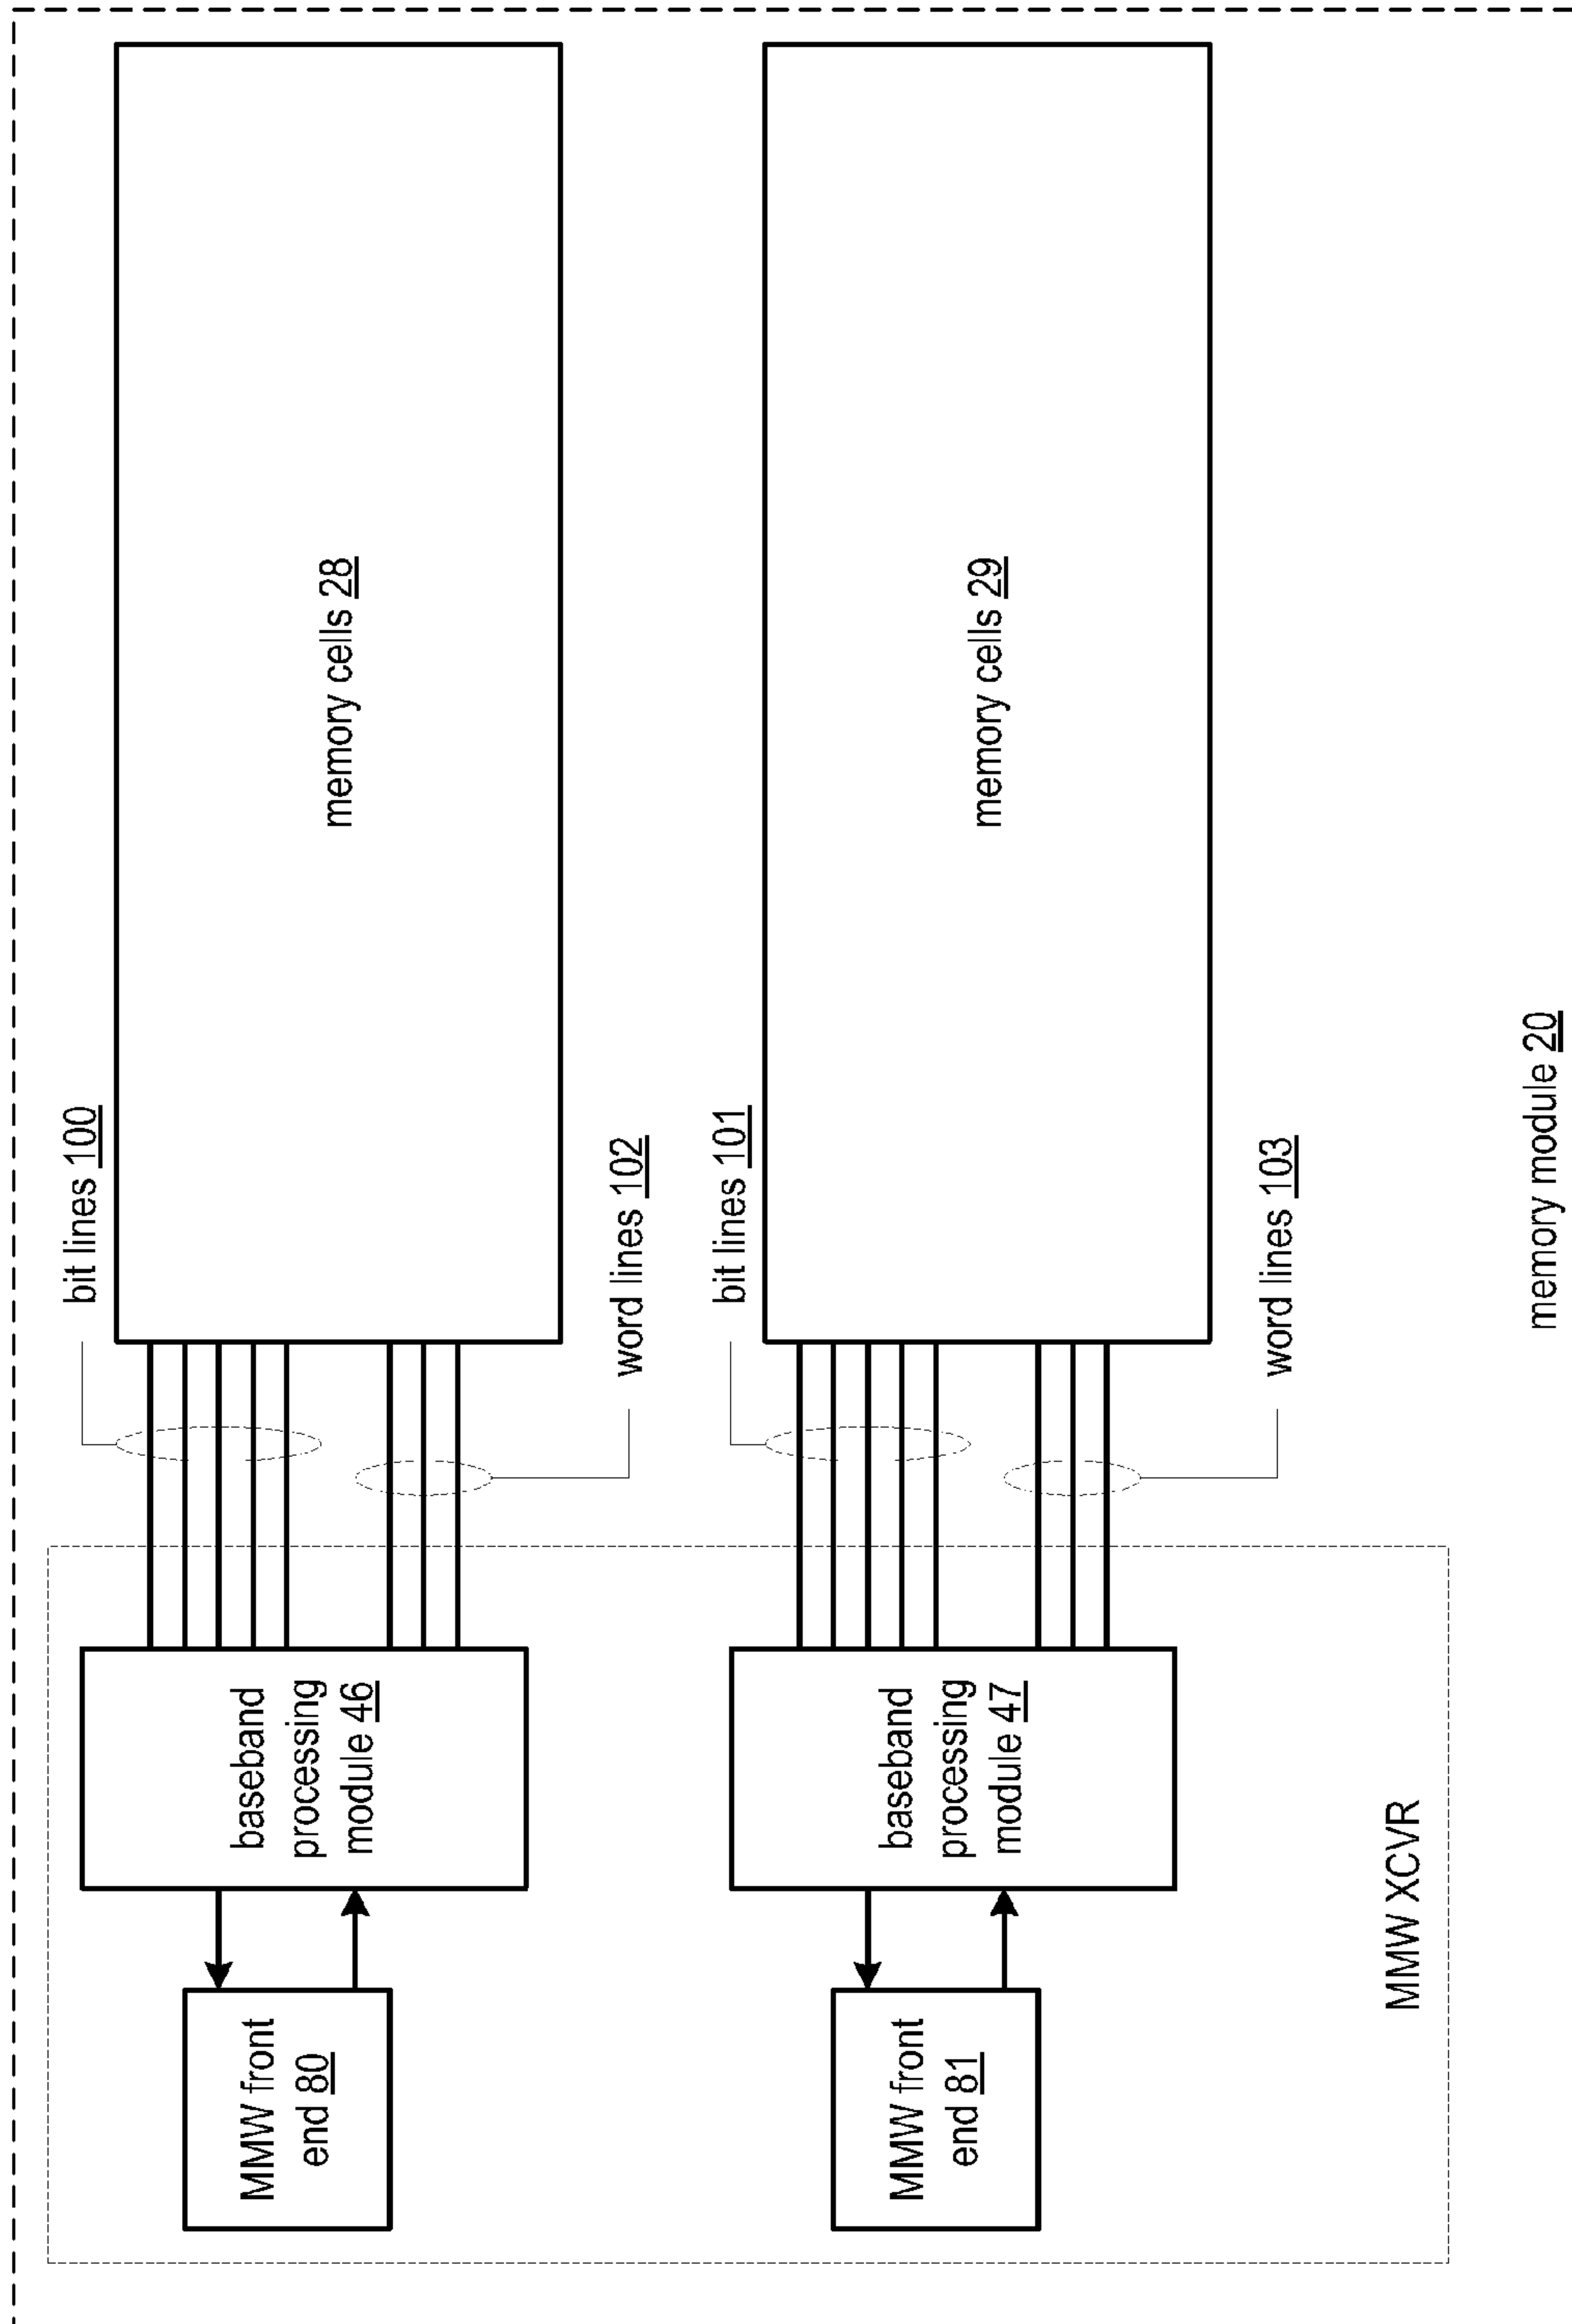 bit lines 100
memory cells 28
baseband
processing
module 46
MMW front
end 80
word lines 102
bit lines 101
memory cells 29
baseband
processing
module 47
MMW front
end 81
word lines 103
MMW XCVR
memory module 20